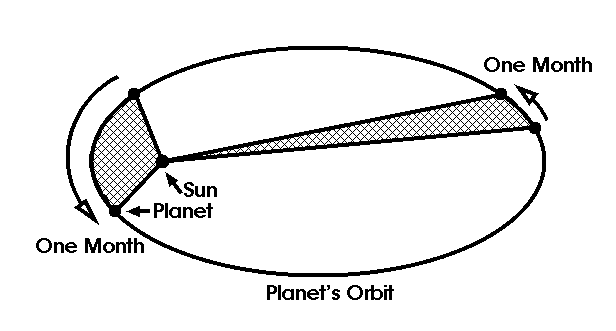 One Month
Sun
Planet
One Month
Planet's Orbit